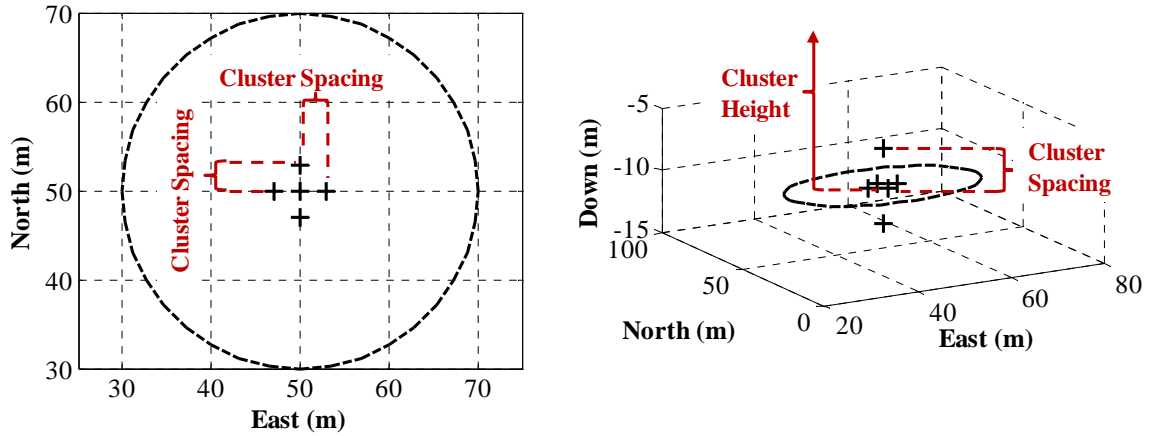 70
60
50
40
30
North (m)
30
40
50
60
70
East (m)
Cluster Spacing
Cluster Spacing
Cluster
Height
Cluster
Spacing
-5
-10
-15
Down (m)
100
50
0
North (m)
20
40
60
80
East (m)